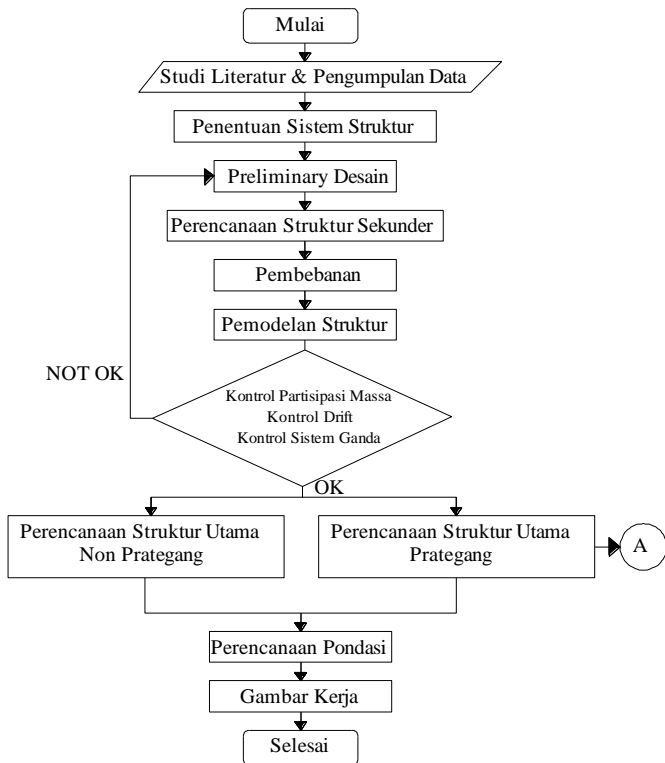 Mulai
Studi Literatur & Pengumpulan Data
Penentuan Sistem Struktur
Preliminary Desain
Perencanaan Struktur Sekunder
Pembebanan
Pemodelan Struktur
NOT OK
Kontrol Partisipasi Massa
Kontrol Drift
Kontrol Sistem Ganda
OK
Perencanaan Struktur Utama
Non Prategang
Perencanaan Struktur Utama
Prategang
A
Perencanaan Pondasi
Gambar Kerja
Selesai